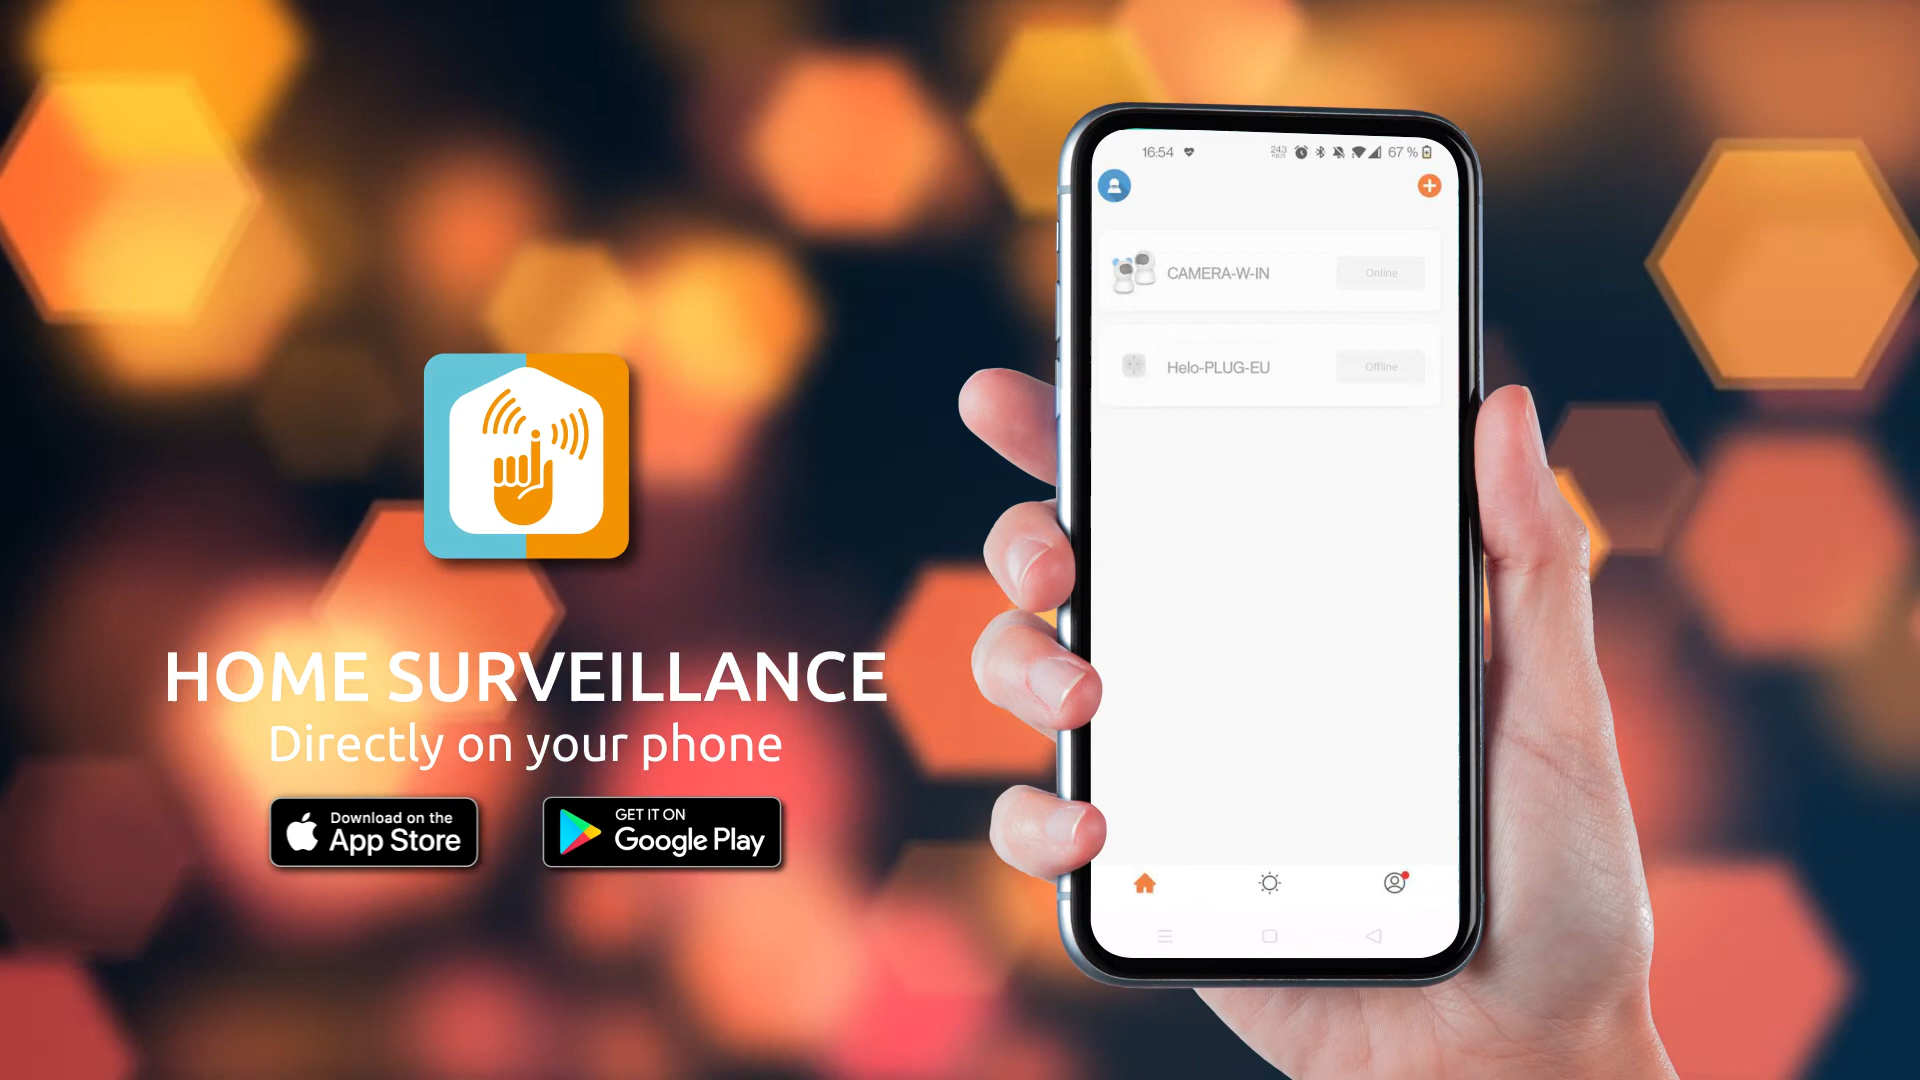 HOME SURVEILLANCE
Directly on your phone
Download on the
App Store
GET IT ON
Google Play
16:54
243
67 %
CAMERA-W-IN
Online
Helo-PLUG-EU
Offline